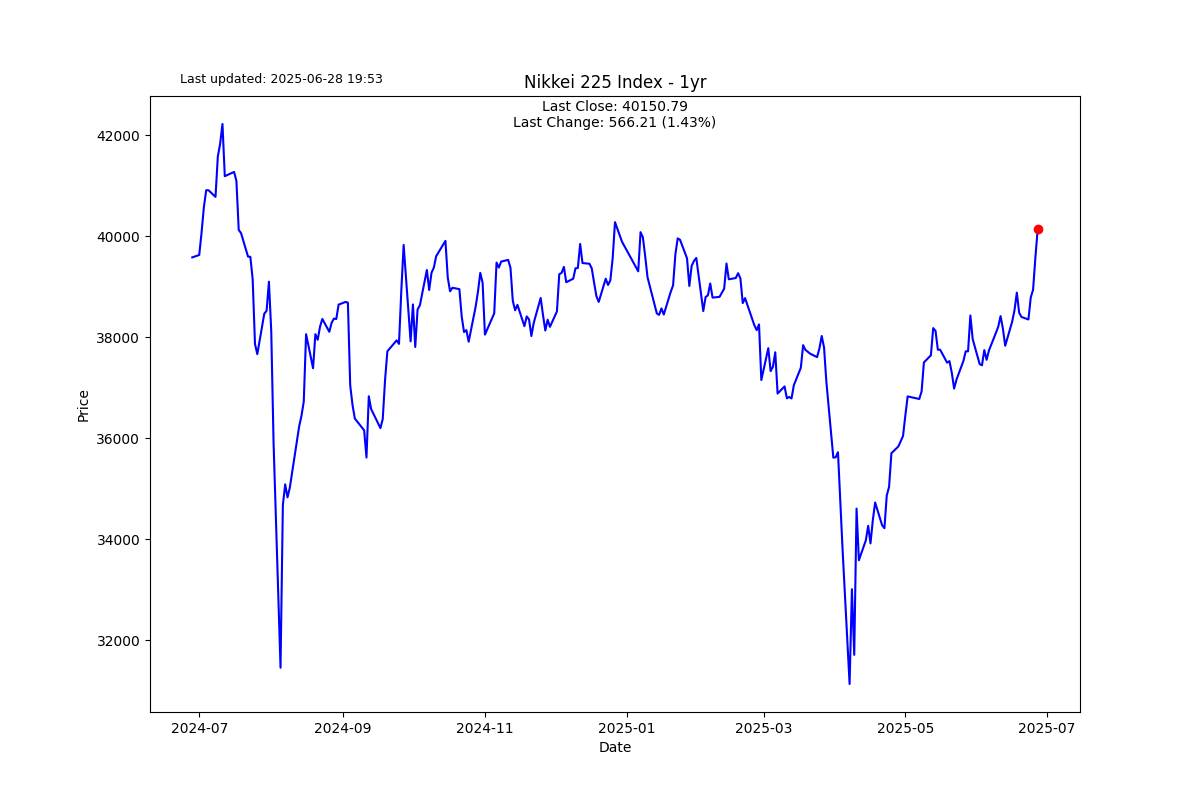 Last updated: 2025-06-28 19:53
Nikkei 225 Index - 1yr
Last Close: 40150.79
Last Change: 566.21 (1.43%)
Price
42000
40000
38000
36000
34000
32000
2024-07 2024-09 2024-11 2025-01 2025-03 2025-05 2025-07
Date